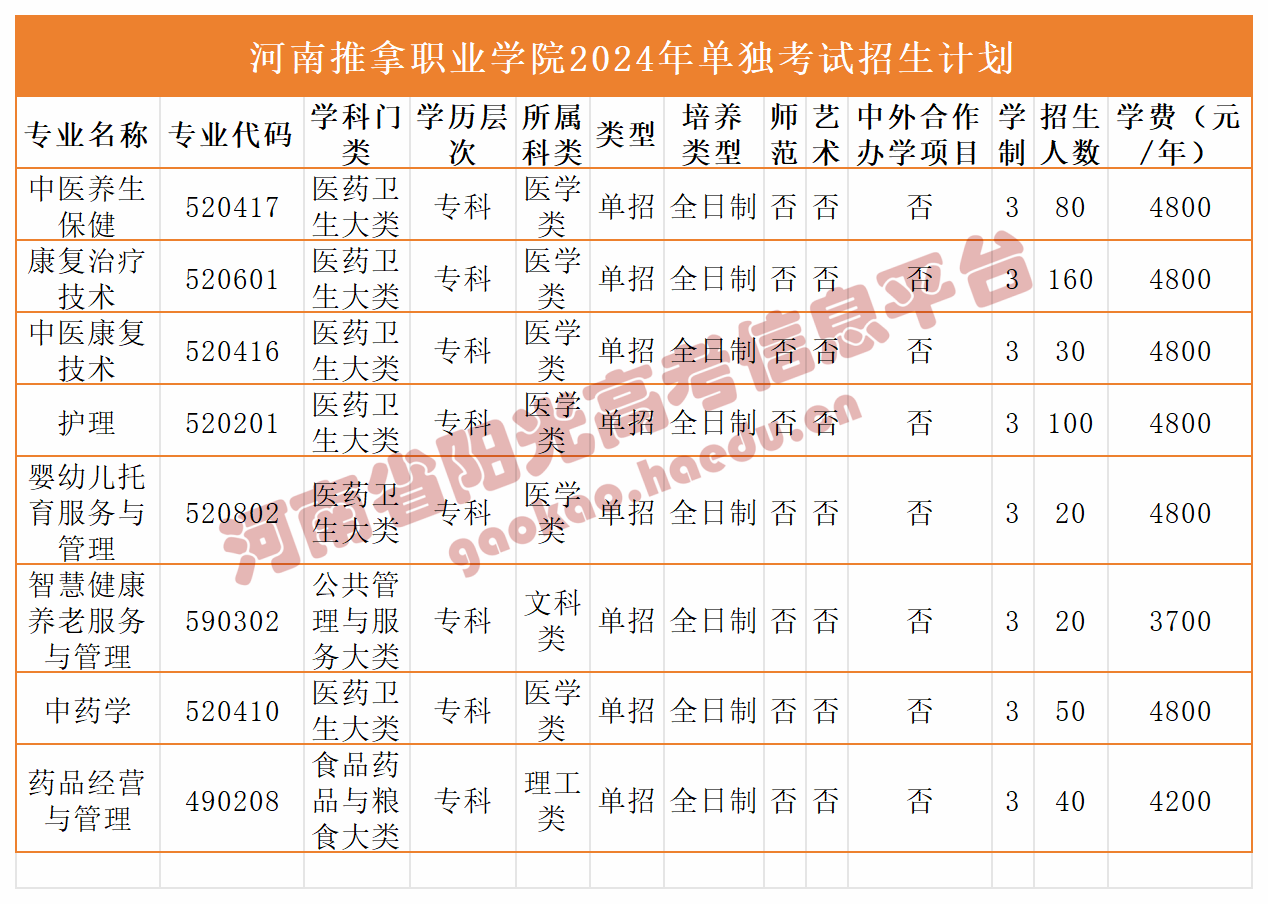 河南推拿职业学院2024年单独考试招生计划
专业名称 专业代码 学科门类 学历层次 所属科类 类型 培养类型 师范 艺术 中外合作办学项目 学制 招生人数 学费（元/年）
中医养生保健 520417 医药卫生大类 专科 医学类 单招 全日制 否 否 否 3 80 4800
康复治疗技术 520601 医药卫生大类 专科 医学类 单招 全日制 否 否 否 3 160 4800
中医康复技术 520416 医药卫生大类 专科 医学类 单招 全日制 否 否 否 3 30 4800
护理 520201 医药卫生大类 专科 医学类 单招 全日制 否 否 否 3 100 4800
婴幼儿托育服务与管理 520802 医药卫生大类 专科 医学类 单招 全日制 否 否 否 3 20 4800
智慧健康养老服务与管理 590302 公共管理与服务大类 专科 文科类 单招 全日制 否 否 否 3 20 3700
中药学 520410 医药卫生大类 专科 医学类 单招 全日制 否 否 否 3 50 4800
药品经营与管理 490208 食品药品与粮食大类 专科 理工类 单招 全日制 否 否 否 3 40 4200
河南省阳光高考信息平台
gaokao.haedu.cn